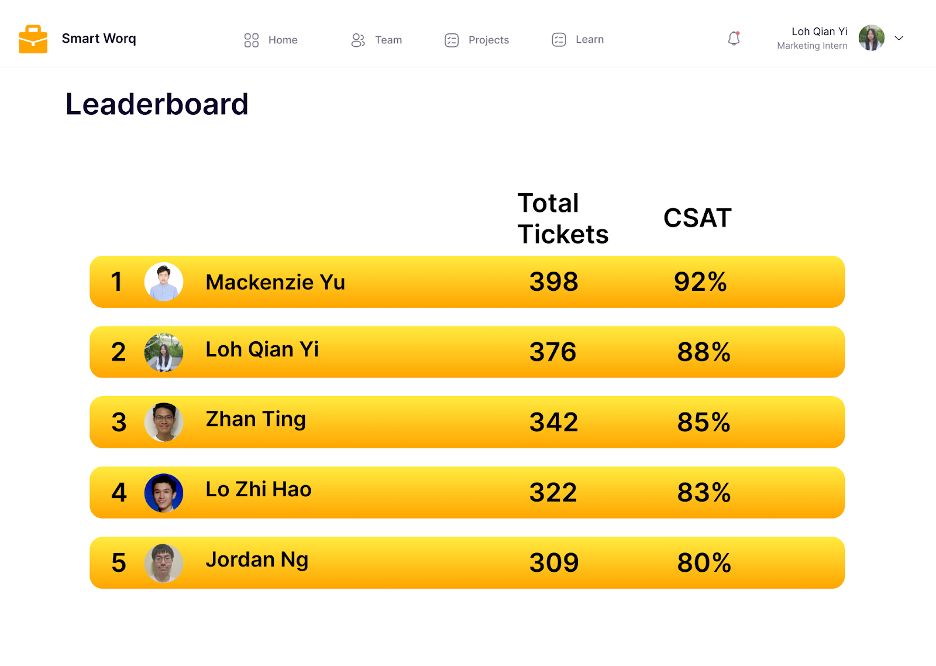 Smart Worq
Home
Team
Projects
Learn
Loh Qian Yi
Marketing Intern
Leaderboard
Total
Tickets
CSAT
1 Mackenzie Yu 398 92%
2 Loh Qian Yi 376 88%
3 Zhan Ting 342 85%
4 Lo Zhi Hao 322 83%
5 Jordan Ng 309 80%